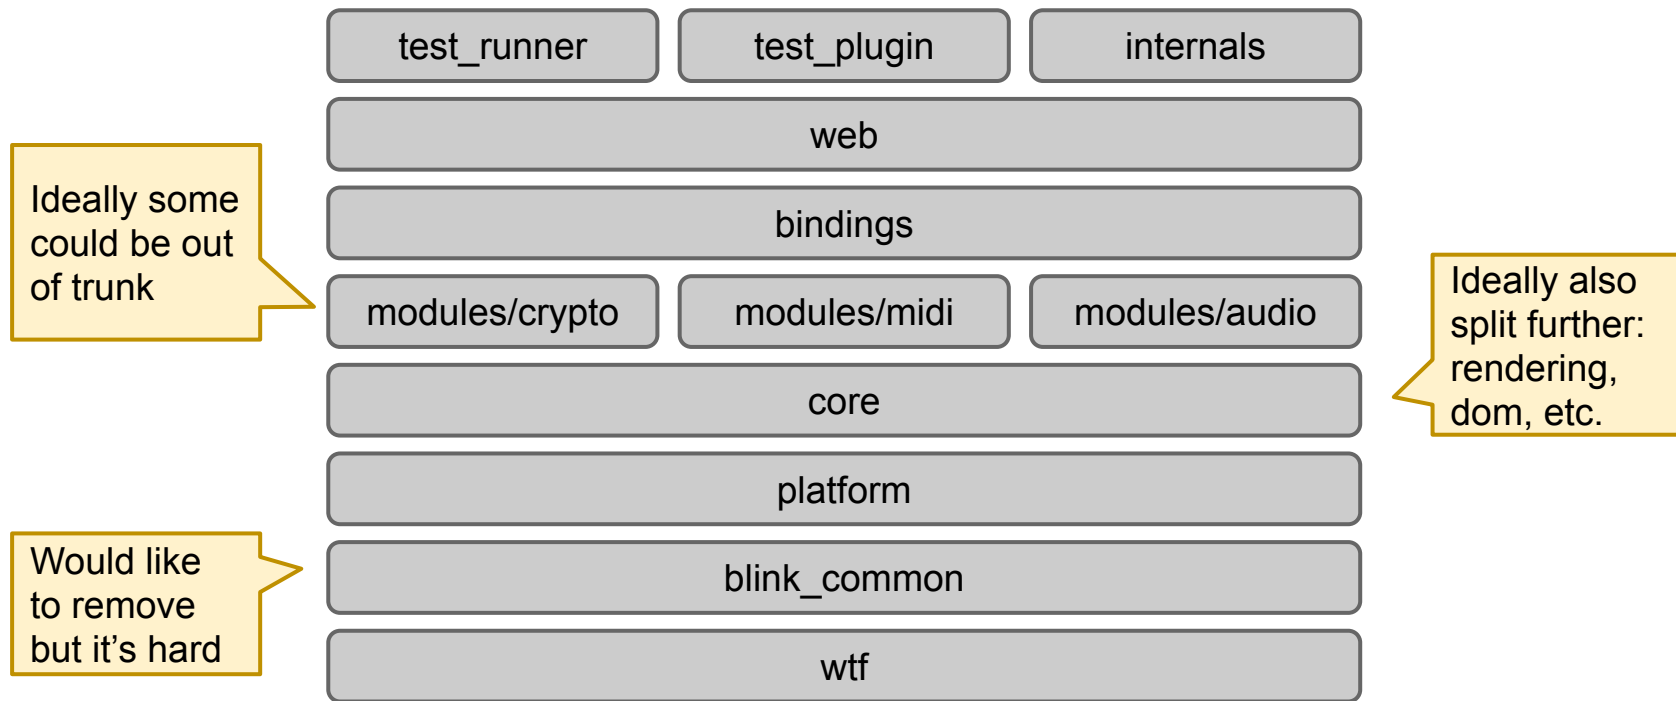 test_runner
test_plugin
internals
web
Ideally some
could be out
of trunk
bindings
modules/crypto
modules/midi
modules/audio
Ideally also
split further:
rendering,
dom, etc.
core
platform
Would like
to remove
but it’s hard
blink_common
wtf